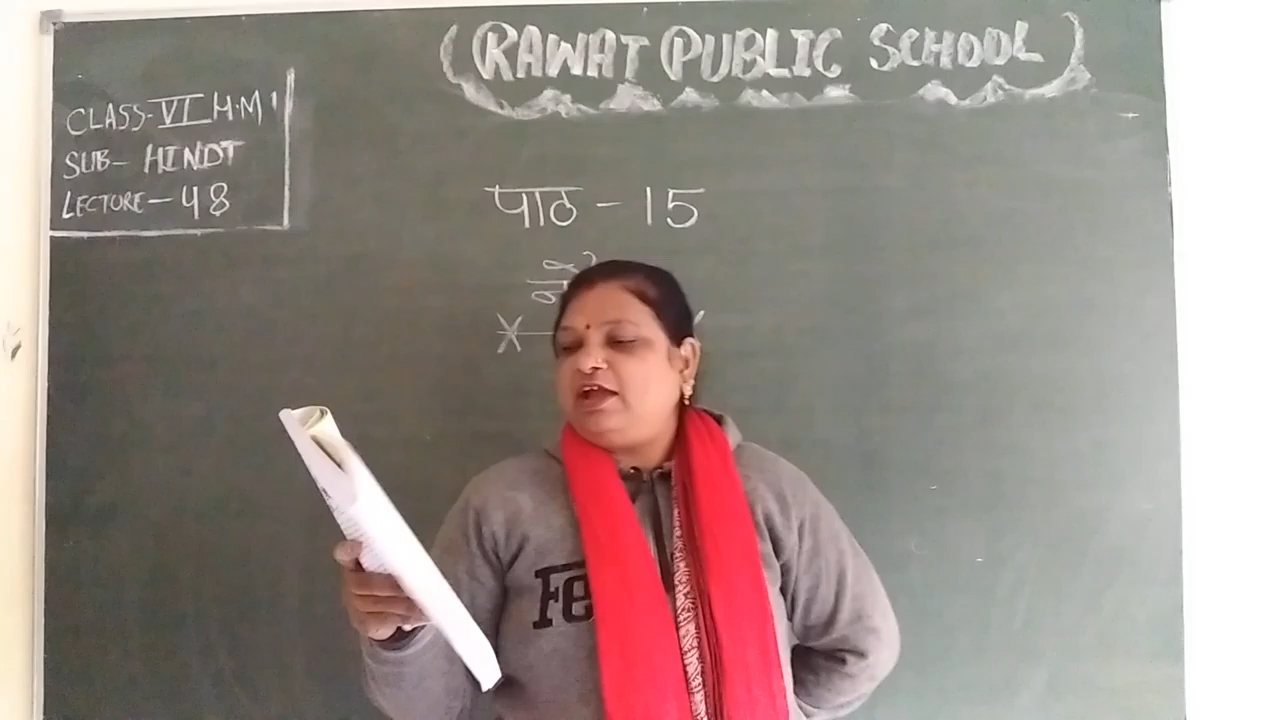 (RAWAT PUBLIC SCHOOL)
CLASS-VI H.M
SUB- HINDI
LECTURE- 48
पाठ - 15